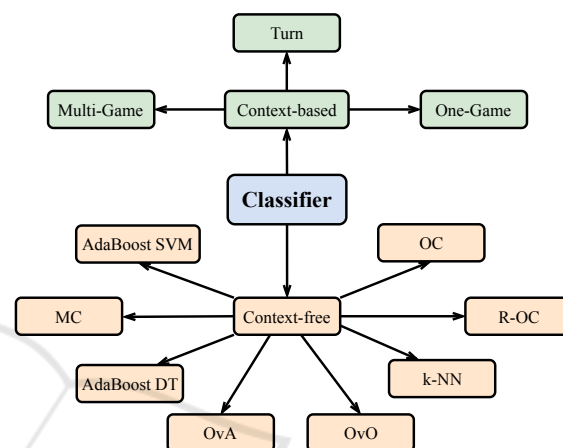 Turn
Multi-Game
Context-based
One-Game
Classifier
AdaBoost SVM
OC
MC
Context-free
R-OC
AdaBoost DT
k-NN
OvA
OvO